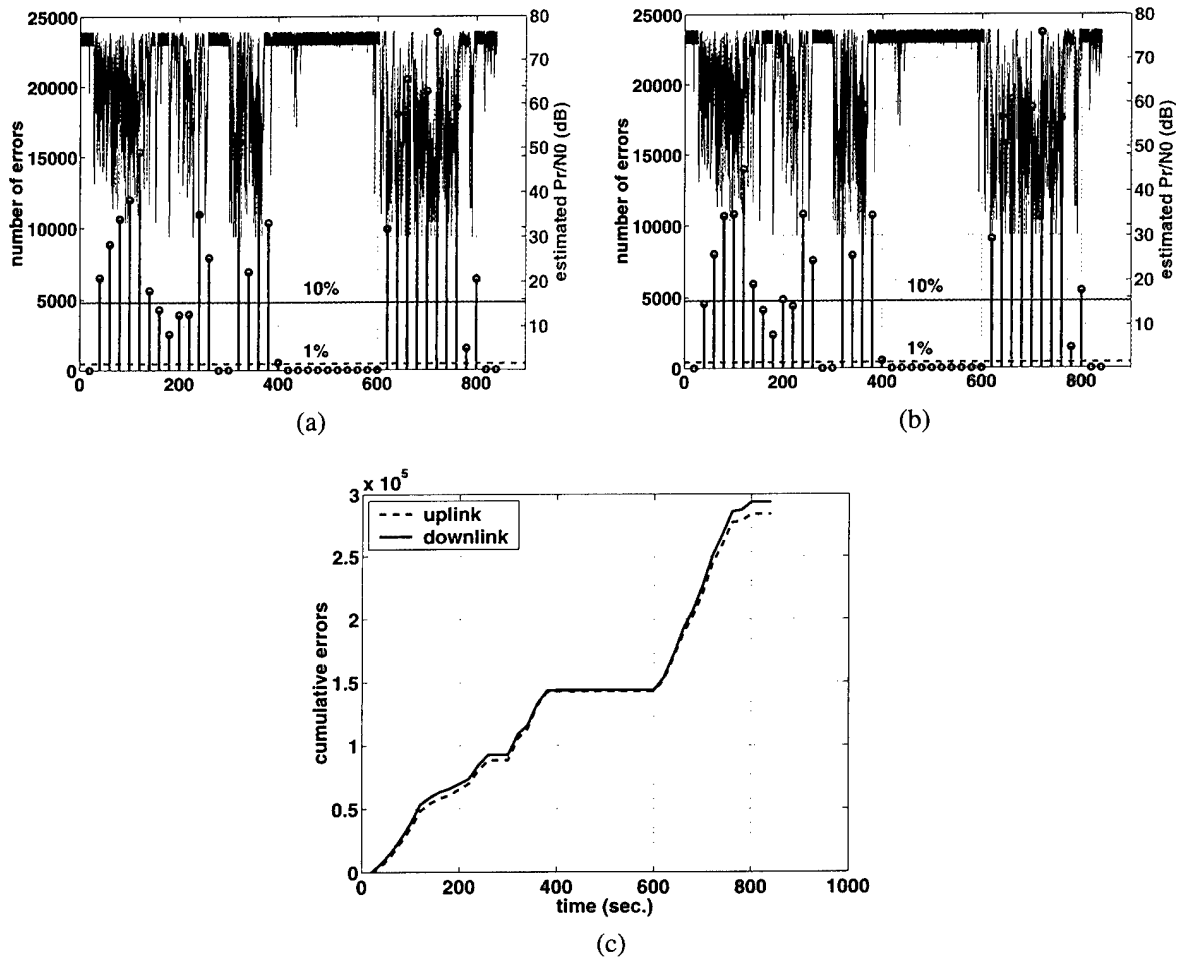 25000
20000
15000
10000
5000
0
number of errors
80
70
60
50
40
30
20
10
estimated Pr/N0 (dB)
10%
1%
0 200 400 600 800
(a)
25000
20000
15000
10000
5000
0
number of errors
80
70
60
50
40
30
20
10
estimated Pr/N0 (dB)
10%
1%
0 200 400 600 800
(b)
x 10^5
3
2.5
2
1.5
1
0.5
0
cumulative errors
uplink
downlink
0 200 400 600 800 1000
time (sec.)
(c)